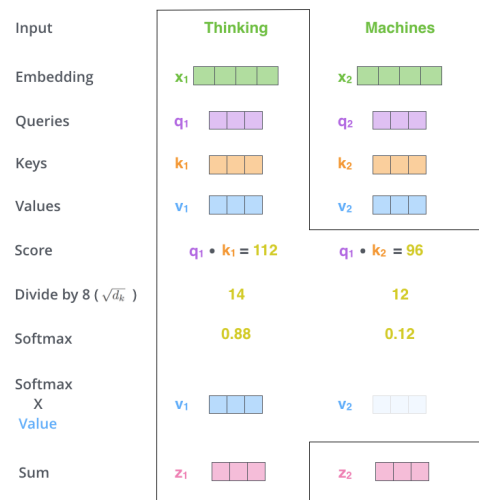 Input Thinking Machines
Embedding x₁ x₂
Queries q₁ q₂
Keys k₁ k₂
Values v₁ v₂
Score q₁ • k₁ = 112 q₁ • k₂ = 96
Divide by 8 ( √dₖ ) 14 12
Softmax 0.88 0.12
Softmax
X
Value v₁ v₂
Sum z₁ z₂